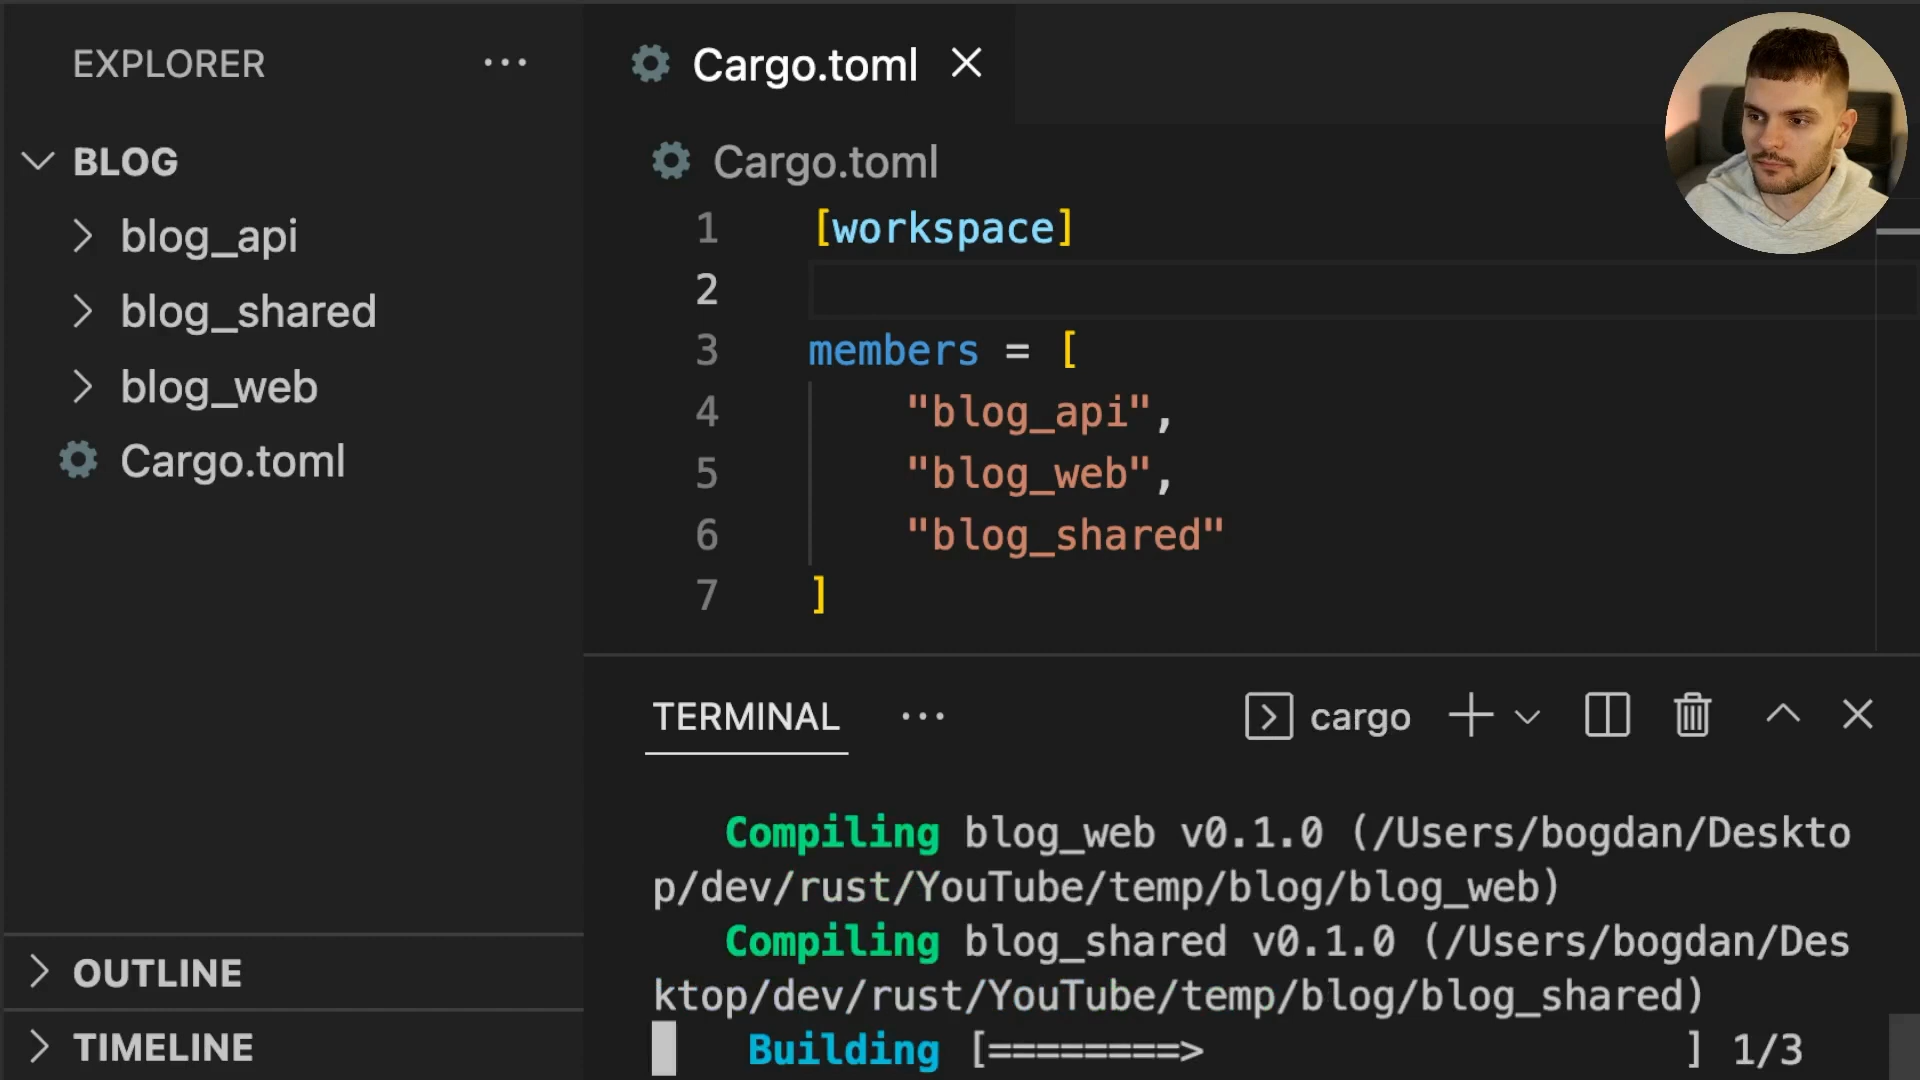 EXPLORER
BLOG
blog_api
blog_shared
blog_web
Cargo.toml
OUTLINE
TIMELINE
Cargo.toml
Cargo.toml
1 [workspace]
2
3 members = [
4 "blog_api",
5 "blog_web",
6 "blog_shared"
7 ]
TERMINAL
cargo
Compiling blog_web v0.1.0 (/Users/bogdan/Deskto
p/dev/rust/YouTube/temp/blog/blog_web)
Compiling blog_shared v0.1.0 (/Users/bogdan/Des
ktop/dev/rust/YouTube/temp/blog/blog_shared)
Building [========> ] 1/3